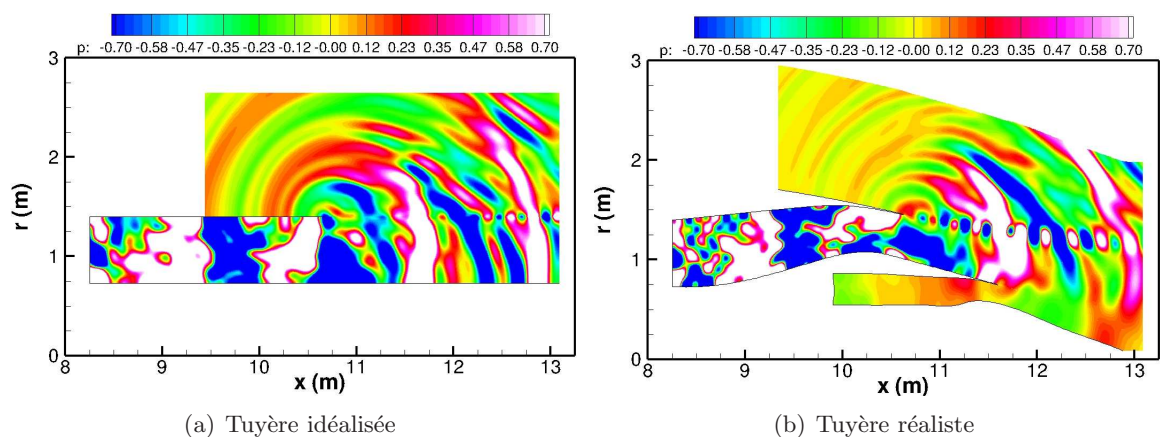 p: -0.70 -0.58 -0.47 -0.35 -0.23 -0.12 -0.00 0.12 0.23 0.35 0.47 0.58 0.70
3
2
1
0
r (m)
8 9 10 11 12 13
x (m)
(a) Tuyère idéalisée
p: -0.70 -0.58 -0.47 -0.35 -0.23 -0.12 -0.00 0.12 0.23 0.35 0.47 0.58 0.70
3
2
1
0
r (m)
8 9 10 11 12 13
x (m)
(b) Tuyère réaliste